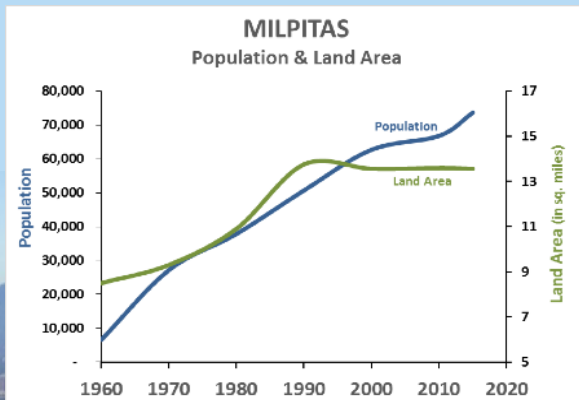 MILPITAS
Population & Land Area
80,000
70,000
60,000
50,000
40,000
30,000
20,000
10,000
-
Population
Population
Land Area
17
15
13
11
9
7
5
Land Area (in sq. miles)
1960 1970 1980 1990 2000 2010 2020